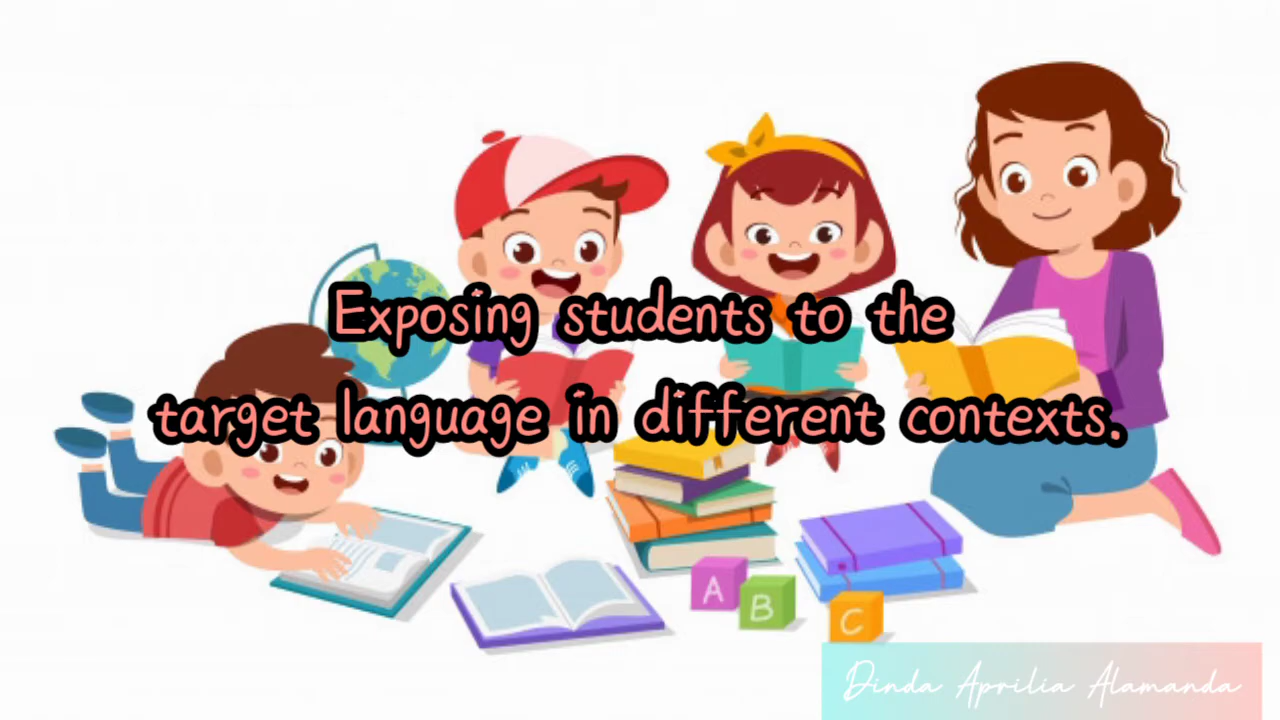 Exposing students to the
target language in different contexts.
A
B
C
Dinda Aprilia Alamanda